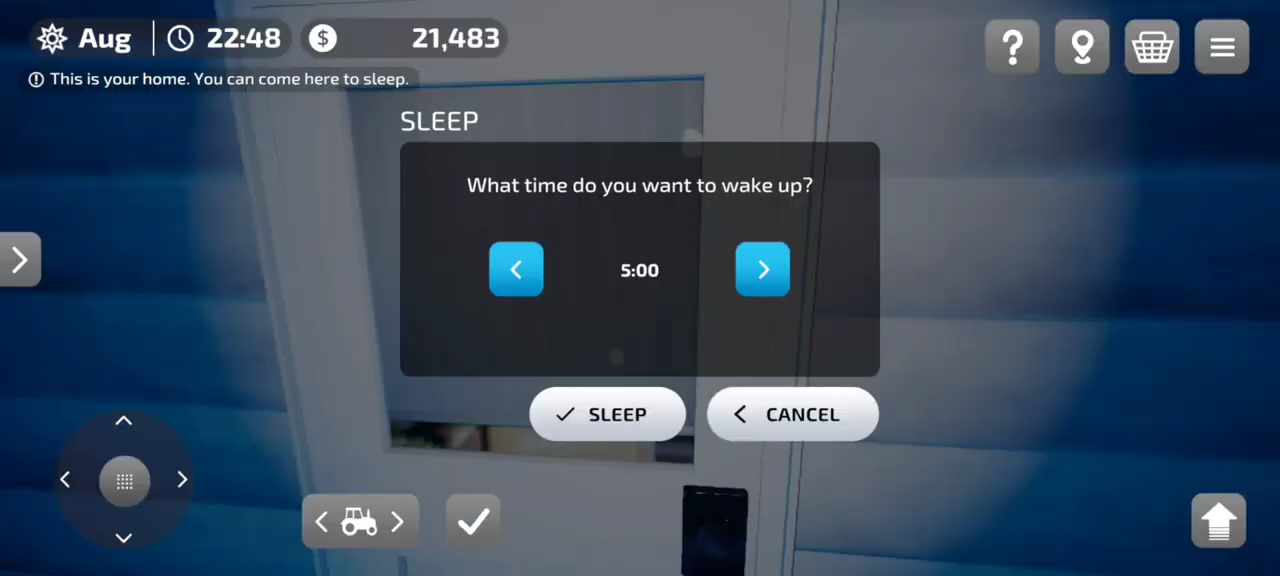 Aug 22:48 $ 21,483
This is your home. You can come here to sleep.
SLEEP
What time do you want to wake up?
5:00
SLEEP CANCEL